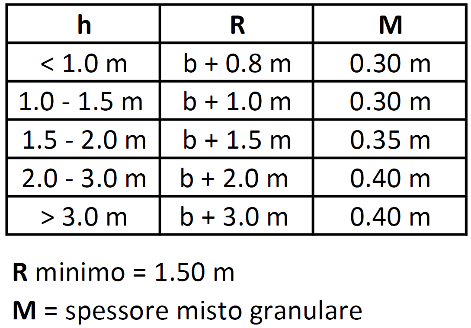 h R M
< 1.0 m b + 0.8 m 0.30 m
1.0 - 1.5 m b + 1.0 m 0.30 m
1.5 - 2.0 m b + 1.5 m 0.35 m
2.0 - 3.0 m b + 2.0 m 0.40 m
> 3.0 m b + 3.0 m 0.40 m
R minimo = 1.50 m
M = spessore misto granulare